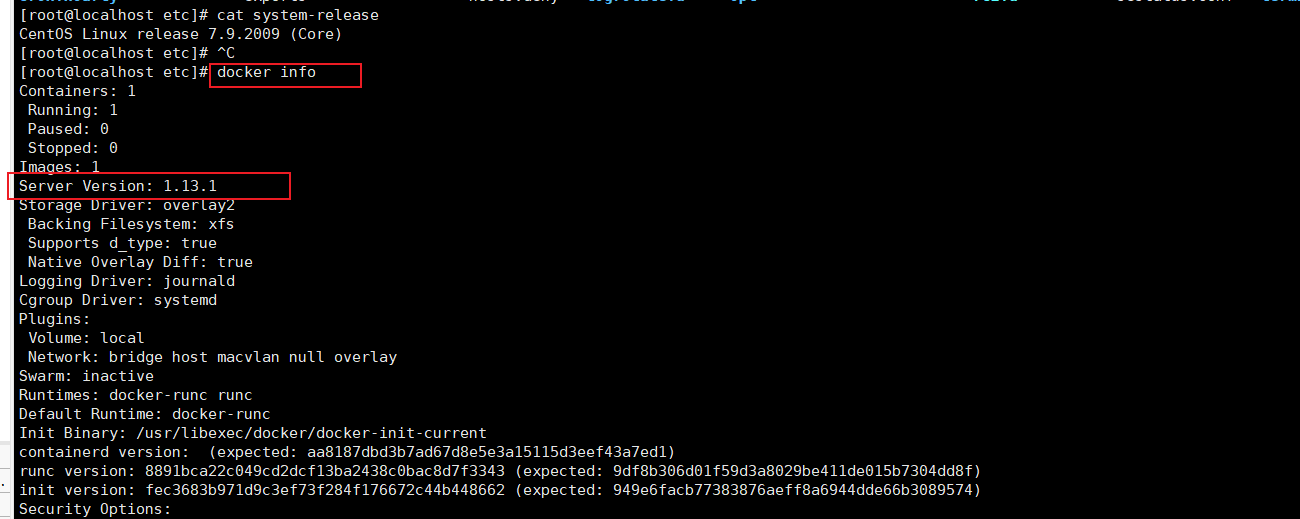 [root@localhost etc]# cat system-release
CentOS Linux release 7.9.2009 (Core)
[root@localhost etc]# ^C
[root@localhost etc]# docker info
Containers: 1
 Running: 1
 Paused: 0
 Stopped: 0
Images: 1
Server Version: 1.13.1
Storage Driver: overlay2
 Backing Filesystem: xfs
 Supports d_type: true
 Native Overlay Diff: true
Logging Driver: journald
Cgroup Driver: systemd
Plugins:
 Volume: local
 Network: bridge host macvlan null overlay
Swarm: inactive
Runtimes: docker-runc runc
Default Runtime: docker-runc
Init Binary: /usr/libexec/docker/docker-init-current
containerd version:  (expected: aa8187dbd3b7ad67d8e5e3a15115d3eef43a7ed1)
runc version: 8891bca22c049cd2dcf13ba2438c0bac8d7f3343 (expected: 9df8b306d01f59d3a8029be411de015b7304dd8f)
init version: fec3683b971d9c3ef73f284f176672c44b448662 (expected: 949e6facb77383876aeff8a6944dde66b3089574)
Security Options: